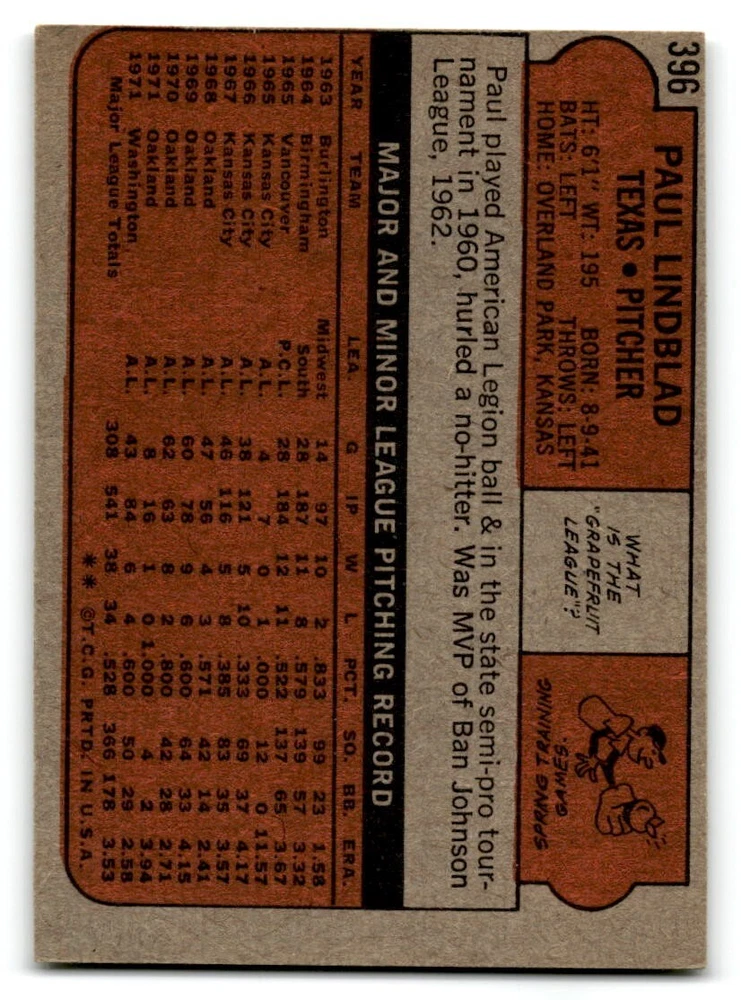 396
PAUL LINDBLAD
TEXAS • PITCHER
HT: 6'1" WT: 195 BORN: 8-9-41
BATS: LEFT THROWS: LEFT
HOME: OVERLAND PARK, KANSAS
WHAT
IS THE
"GRAPEFRUIT
LEAGUE"?
SPRING TRAINING
GAMES.
Paul played American Legion ball & in the state semi-pro tour-
nament in 1960, hurled a no-hitter. Was MVP of Ban Johnson
League, 1962.
MAJOR AND MINOR LEAGUE PITCHING RECORD
YEAR TEAM LEA. G IP W L PCT. SO. BB. ERA.
1963 Burlington Midwest 14 97 10 2 .833 99 23 1.58
1964 Birmingham South 28 187 11 8 .579 139 57 3.32
1965 Vancouver P.C.L. 28 184 12 11 .522 137 65 3.67
1965 Kansas City A.L. 4 7 0 1 .000 12 0 11.57
1966 Kansas City A.L. 38 121 5 10 .333 69 37 4.17
1967 Kansas City A.L. 46 116 5 8 .385 83 35 3.57
1968 Oakland A.L. 47 56 4 3 .571 42 14 2.41
1969 Oakland A.L. 60 78 9 6 .600 64 33 4.15
1970 Oakland A.L. 62 63 8 2 .800 42 28 2.71
1971 Oakland A.L. 8 16 1 0 1.000 4 2 3.94
1971 Washington A.L. 43 84 6 4 .600 50 29 2.58
Major League Totals 308 541 38 34 .528 366 178 3.53
** ©T.C.G. PRTD. IN U.S.A.